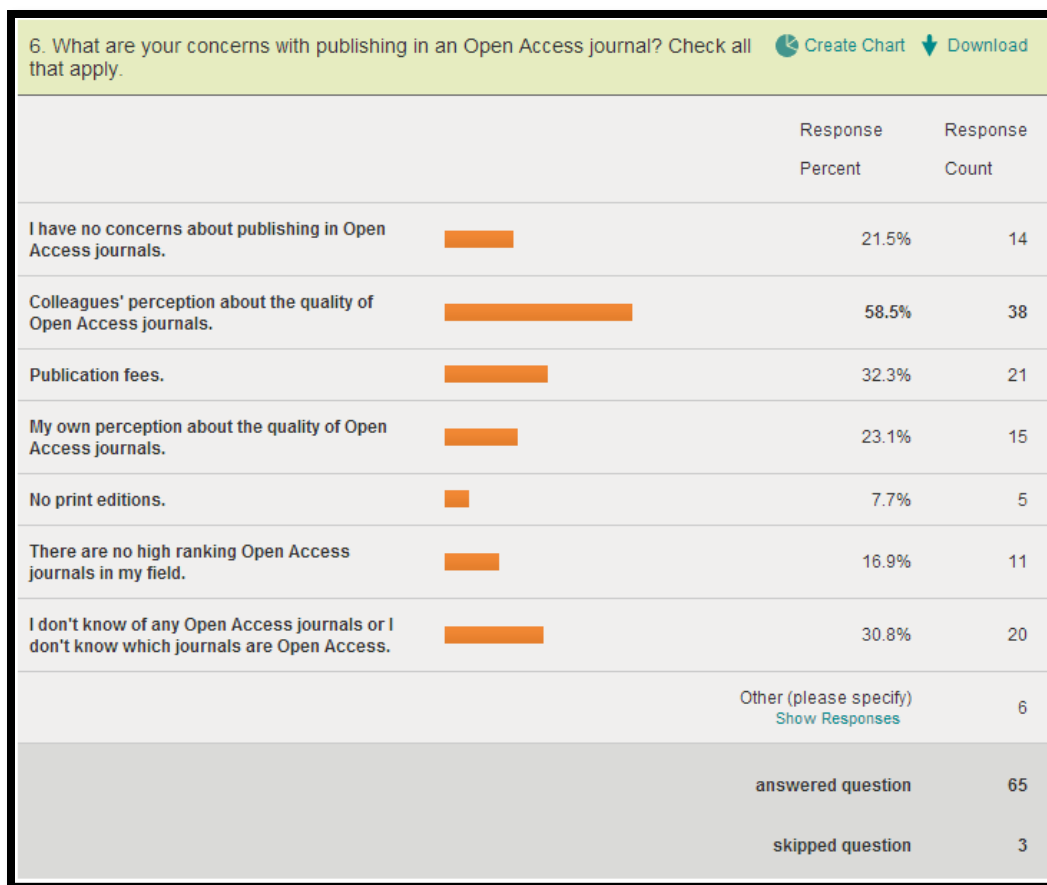 6. What are your concerns with publishing in an Open Access journal? Check all
that apply.
Create Chart Download
Response Percent
Response Count
I have no concerns about publishing in Open
Access journals.
21.5% 14
Colleagues' perception about the quality of
Open Access journals.
58.5% 38
Publication fees. 32.3% 21
My own perception about the quality of Open
Access journals.
23.1% 15
No print editions. 7.7% 5
There are no high ranking Open Access
journals in my field.
16.9% 11
I don't know of any Open Access journals or I
don't know which journals are Open Access.
30.8% 20
Other (please specify)
Show Responses
6
answered question 65
skipped question 3